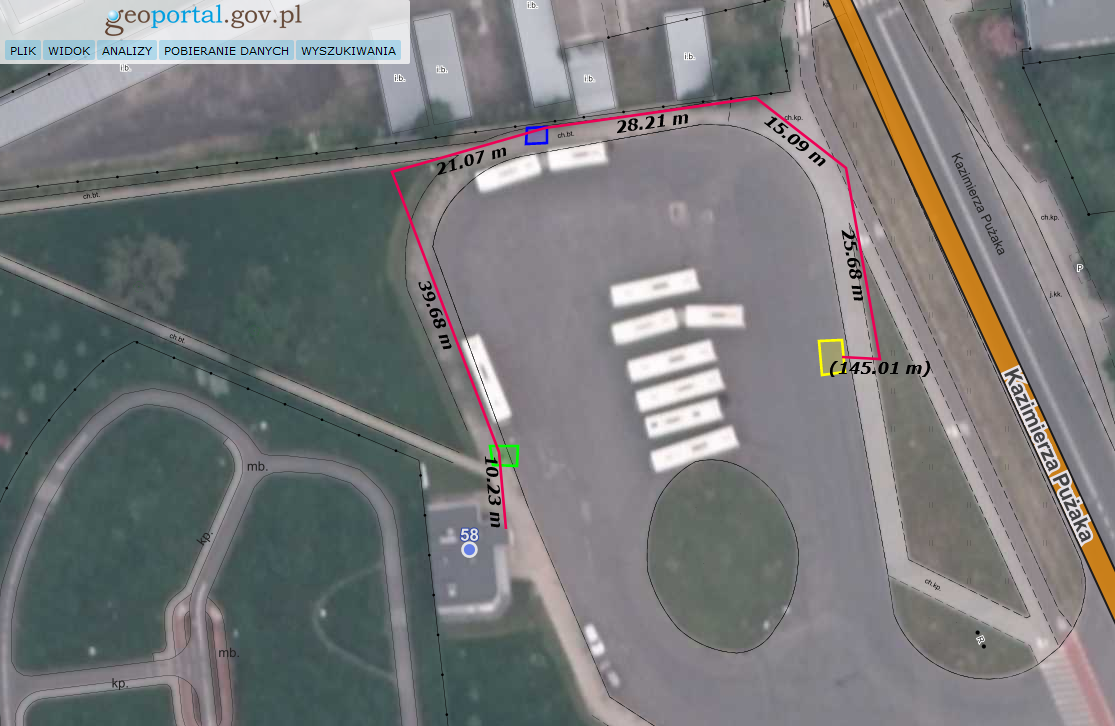 geoportal.gov.pl
PLIK WIDOK ANALIZY POBIERANIE DANYCH WYSZUKIWANIA
i.b.
i.b.
i.b.
i.b.
i.b.
i.b.
ch.bt.
28.21 m
ch.kp.
15.09 m
21.07 m
ch.bt.
Kazimierza Pużaka
ch.kp.
25.68 m
P
j.kk.
39.68 m
ch.bt.
(145.01 m)
Kazimierza Pużaka
mb.
10.23 m
58
kp.
ch.kp.
mb.
kp.